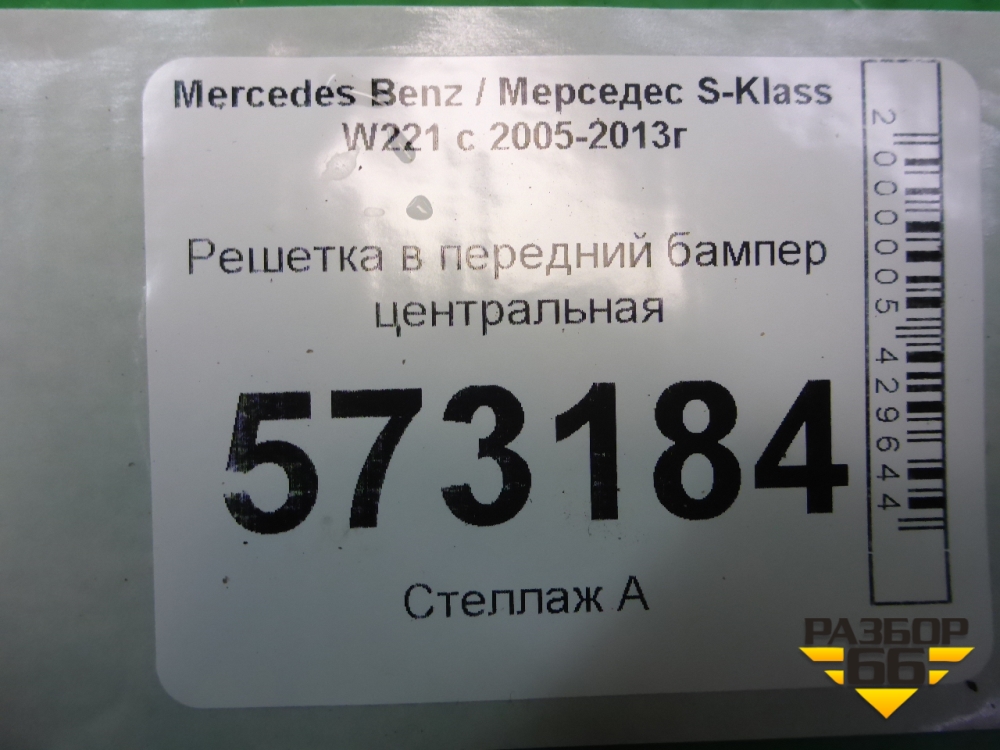 Mercedes Benz / Мерседес S-Klass
W221 с 2005-2013г
Решетка в передний бампер
центральная
573184
Стеллаж А
2000005429644
РАЗБОР
66